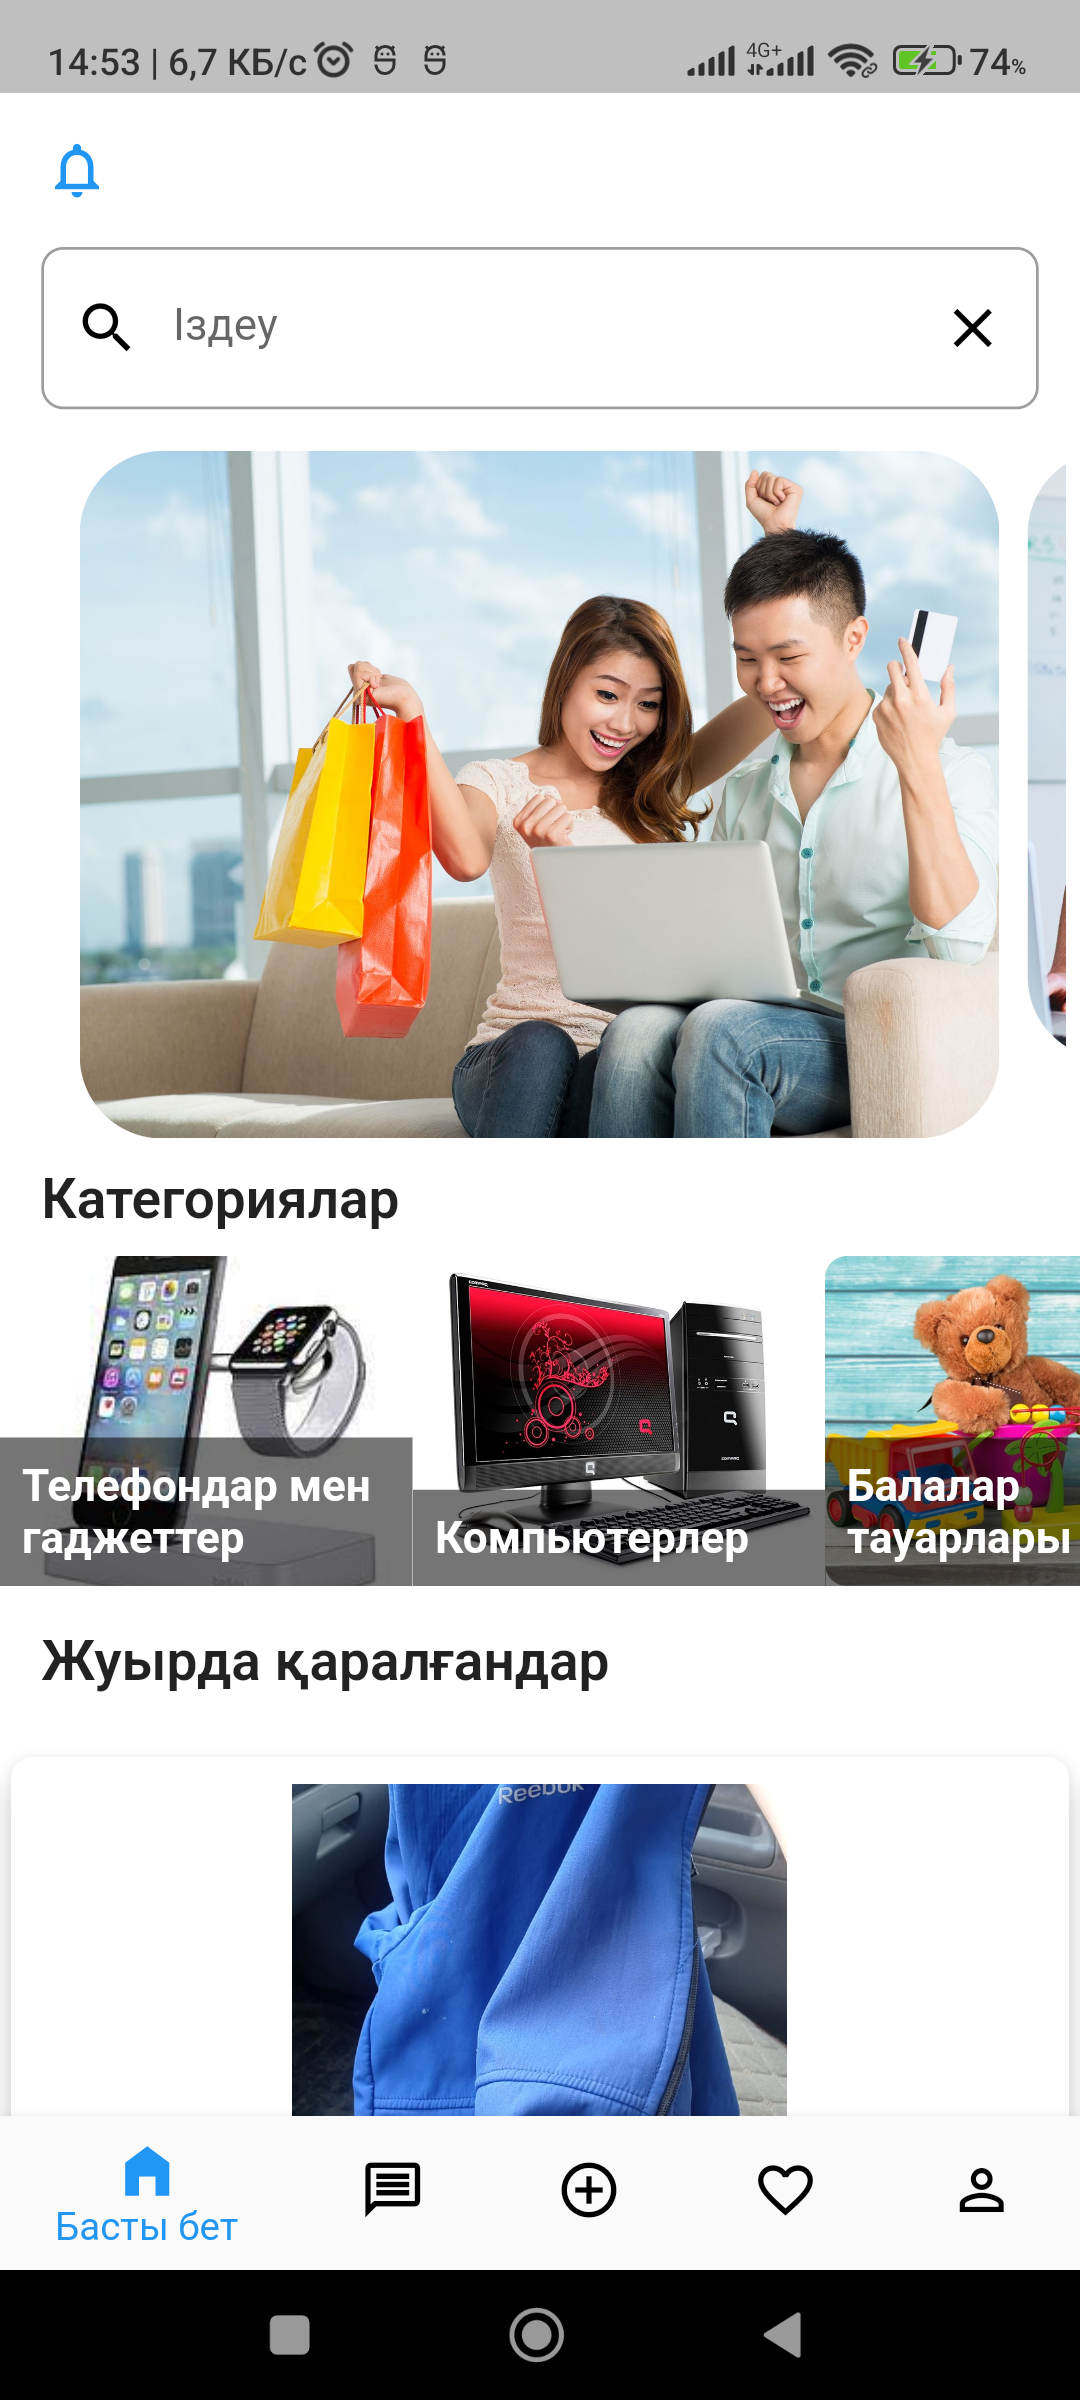 14:53 | 6,7 КБ/с
4G+
74%
Іздеу
Категориялар
Телефондар мен
гаджеттер
Компьютерлер
Балалар
тауарлары
Жуырда қаралғандар
Reebok
Басты бет